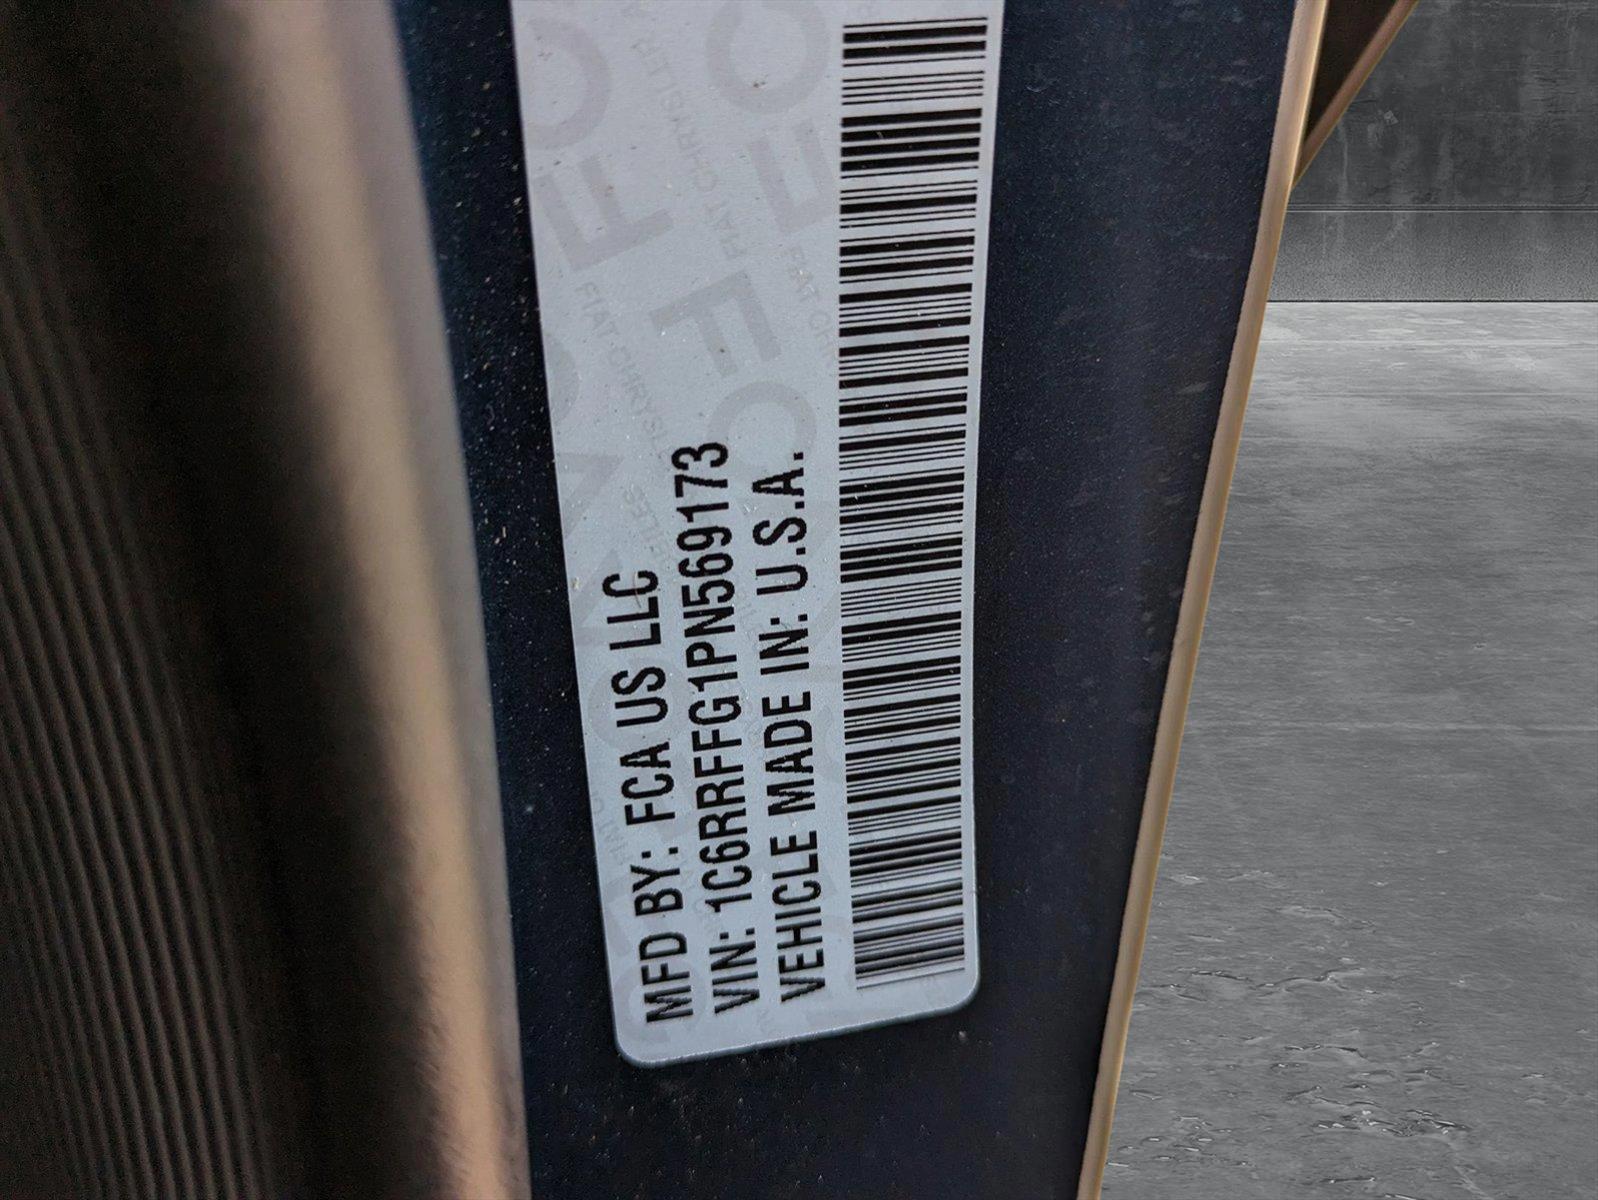 MFD BY: FCA US LLC
VIN: 1C6RRFFG1PN569173
VEHICLE MADE IN: U.S.A.